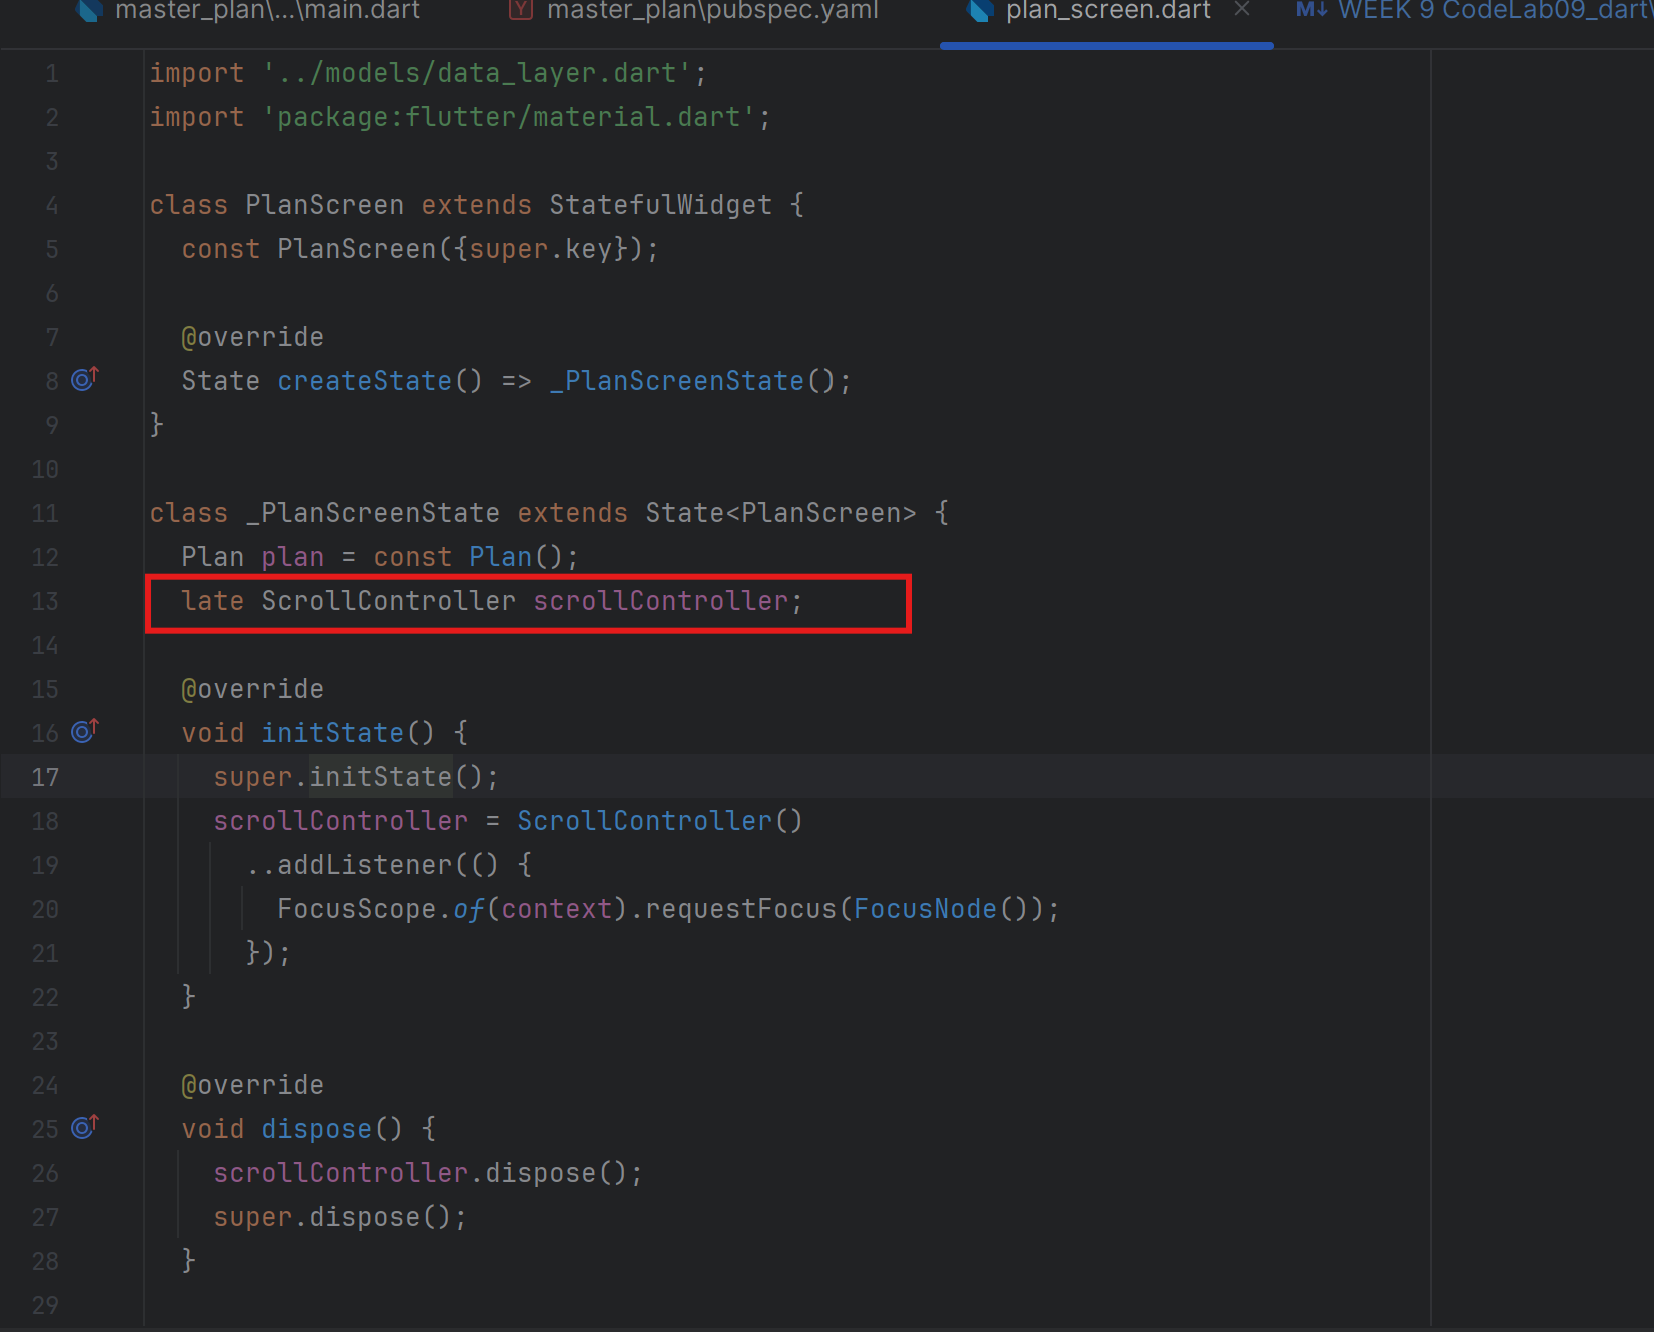 master_plan\...\main.dart
master_plan\pubspec.yaml
plan_screen.dart
WEEK 9 CodeLab09_dart
1 import '../models/data_layer.dart';
2 import 'package:flutter/material.dart';
3
4 class PlanScreen extends StatefulWidget {
5 const PlanScreen({super.key});
6
7 @override
8 State createState() => _PlanScreenState();
9 }
10
11 class _PlanScreenState extends State<PlanScreen> {
12 Plan plan = const Plan();
13 late ScrollController scrollController;
14
15 @override
16 void initState() {
17 super.initState();
18 scrollController = ScrollController()
19 ..addListener(() {
20 FocusScope.of(context).requestFocus(FocusNode());
21 });
22 }
23
24 @override
25 void dispose() {
26 scrollController.dispose();
27 super.dispose();
28 }
29